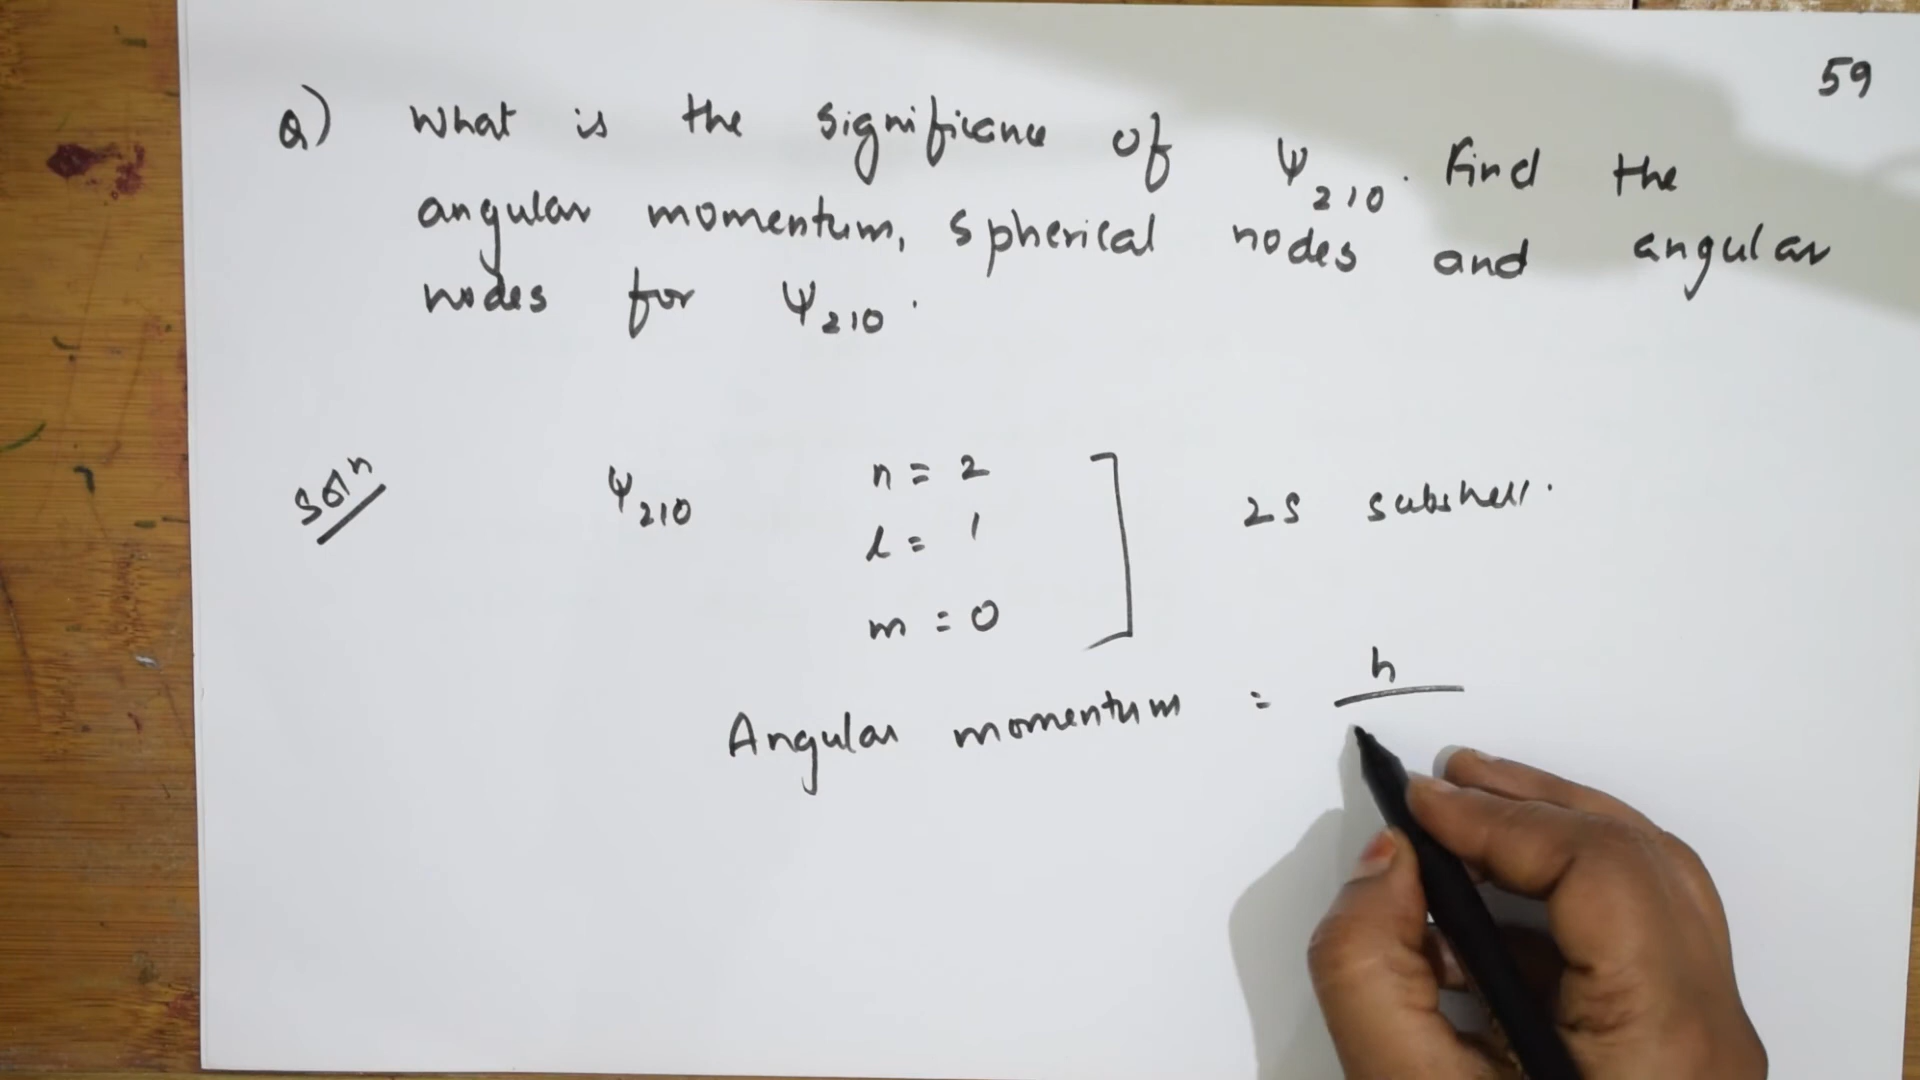 59
Q) What is the significance of Ψ210. Find the
angular momentum, spherical nodes and angular
nodes for Ψ210.
Solⁿ Ψ210 n = 2
l = 1
m = 0
2s subshell.
Angular momentum = h